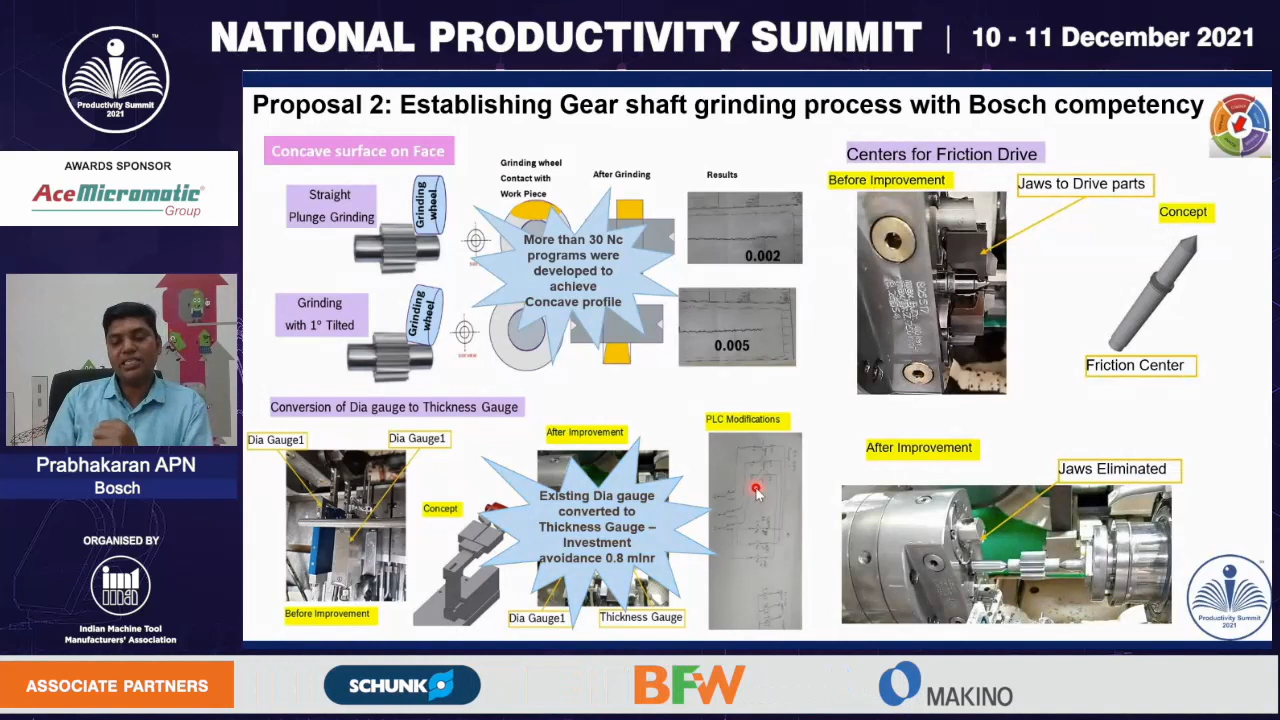 NATIONAL PRODUCTIVITY SUMMIT | 10 - 11 December 2021
Productivity Summit
2021
AWARDS SPONSOR
AceMicromatic
Group
Prabhakaran APN
Bosch
ORGANISED BY
Indian Machine Tool
Manufacturers' Association
Proposal 2: Establishing Gear shaft grinding process with Bosch competency
Concave surface on Face
Grinding wheel
Contact with
Work Piece
After Grinding
Results
Straight
Plunge Grinding
Grinding
wheel
0.002
More than 30 Nc
programs were
developed to
achieve
Concave profile
Grinding
with 1º Tilted
Grinding
wheel
0.005
Centers for Friction Drive
Before Improvement
Jaws to Drive parts
Concept
Friction Center
Conversion of Dia gauge to Thickness Gauge
Dia Gauge1
Dia Gauge1
After Improvement
PLC Modifications
Concept
Existing Dia gauge
converted to
Thickness Gauge –
Investment
avoidance 0.8 mlnr
Before Improvement
Dia Gauge1
Thickness Gauge
After Improvement
Jaws Eliminated
Productivity Summit
2021
ASSOCIATE PARTNERS
SCHUNK
BFW
MAKINO